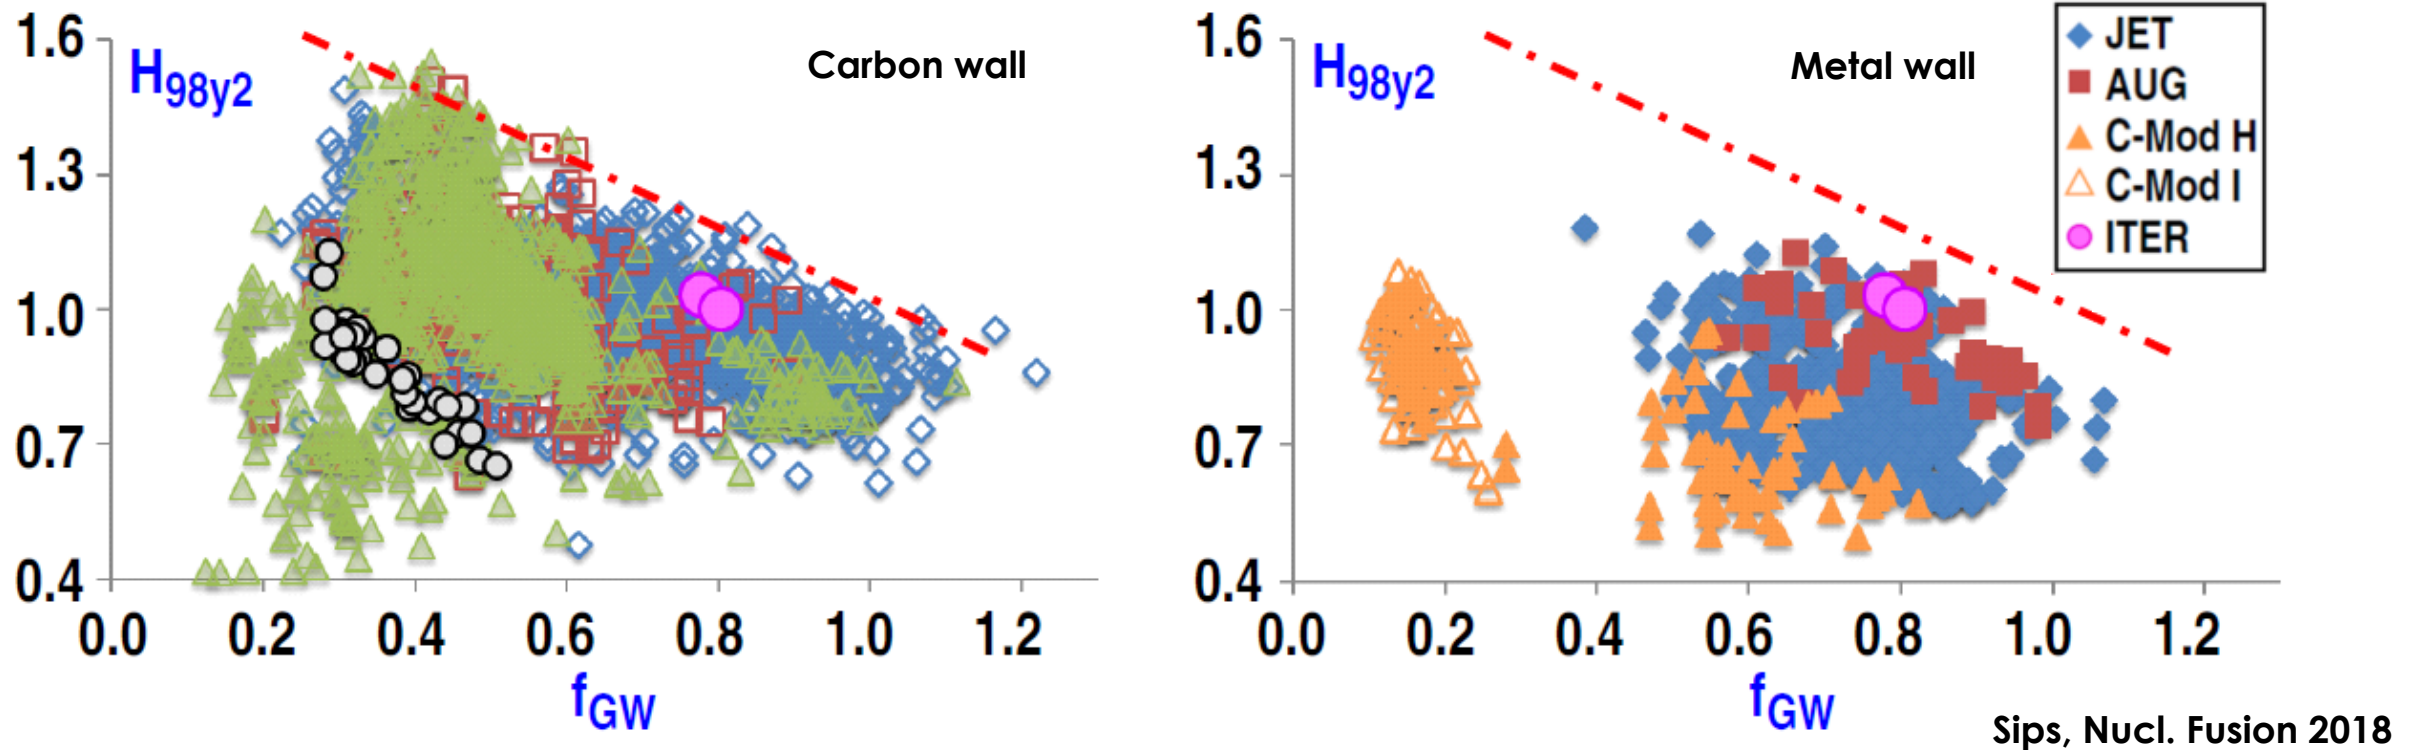 H98y2
Carbon wall
1.6
1.3
1.0
0.7
0.4
0.0 0.2 0.4 0.6 0.8 1.0 1.2
fGW
H98y2
Metal wall
1.6
1.3
1.0
0.7
0.4
0.0 0.2 0.4 0.6 0.8 1.0 1.2
fGW
JET
AUG
C-Mod H
C-Mod I
ITER
Sips, Nucl. Fusion 2018